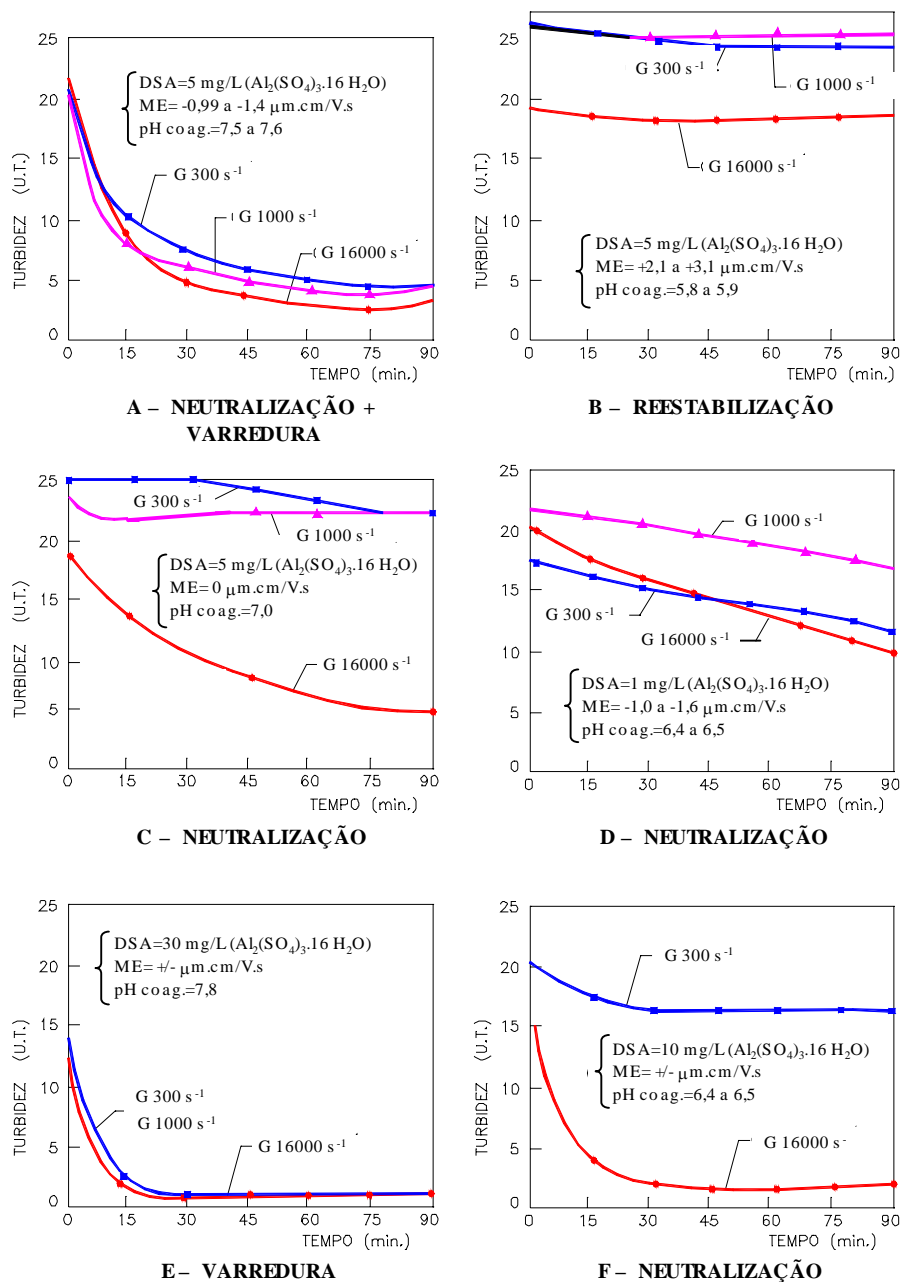 TURBIDEZ (U.T.)
25
20
15
10
5
0
DSA=5 mg/L (Al₂(SO₄)₃.16 H₂O)
ME= -0,99 a -1,4 µm.cm/V.s
pH coag.=7,5 a 7,6
G 300 s⁻¹
G 1000 s⁻¹
G 16000 s⁻¹
0 15 30 45 60 75 90
TEMPO (min.)
A – NEUTRALIZAÇÃO +
VARREDURA
TURBIDEZ (U.T.)
25
20
15
10
5
0
G 300 s⁻¹
G 1000 s⁻¹
G 16000 s⁻¹
DSA=5 mg/L (Al₂(SO₄)₃.16 H₂O)
ME= +2,1 a +3,1 µm.cm/V.s
pH coag.=5,8 a 5,9
0 15 30 45 60 75 90
TEMPO (min.)
B – REESTABILIZAÇÃO
TURBIDEZ (U.T.)
25
20
15
10
5
0
G 300 s⁻¹
G 1000 s⁻¹
DSA=5 mg/L (Al₂(SO₄)₃.16 H₂O)
ME= 0 µm.cm/V.s
pH coag.=7,0
G 16000 s⁻¹
0 15 30 45 60 75 90
TEMPO (min.)
C – NEUTRALIZAÇÃO
TURBIDEZ (U.T.)
25
20
15
10
5
0
G 1000 s⁻¹
G 300 s⁻¹
G 16000 s⁻¹
DSA=1 mg/L (Al₂(SO₄)₃.16 H₂O)
ME= -1,0 a -1,6 µm.cm/V.s
pH coag.=6,4 a 6,5
0 15 30 45 60 75 90
TEMPO (min.)
D – NEUTRALIZAÇÃO
TURBIDEZ (U.T.)
25
20
15
10
5
0
DSA=30 mg/L (Al₂(SO₄)₃.16 H₂O)
ME= +/- µm.cm/V.s
pH coag.=7,8
G 300 s⁻¹
G 1000 s⁻¹
G 16000 s⁻¹
0 15 30 45 60 75 90
TEMPO (min.)
E – VARREDURA
TURBIDEZ (U.T.)
25
20
15
10
5
0
G 300 s⁻¹
DSA=10 mg/L (Al₂(SO₄)₃.16 H₂O)
ME= +/- µm.cm/V.s
pH coag.=6,4 a 6,5
G 16000 s⁻
0 15 30 45 60 75 90
TEMPO (min.)
F – NEUTRALIZAÇÃO